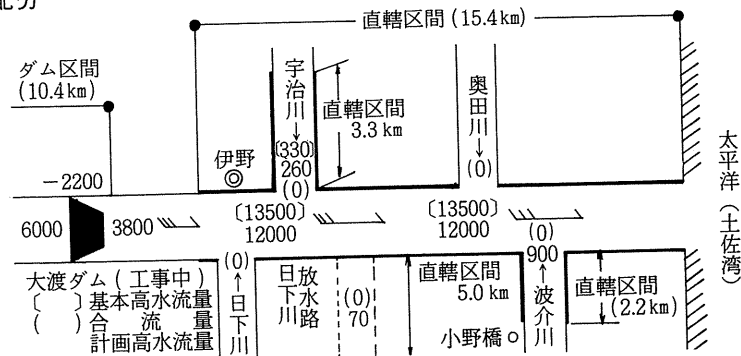 配分
直轄区間(15.4km)
ダム区間
(10.4km)
宇治川→
〔330〕
260
(0)
直轄区間
3.3km
奥田川→
(0)
伊野
-2200
6000
3800
〔13500〕
12000
〔13500〕
12000
(0)
900
↑波介川
太平洋(土佐湾)
大渡ダム(工事中)
〔 〕基本高水流量
( )合流量
計画高水流量
(0)
↑日下川
日下川放水路
(0)
70
直轄区間
5.0km
小野橋
直轄区間
(2.2km)